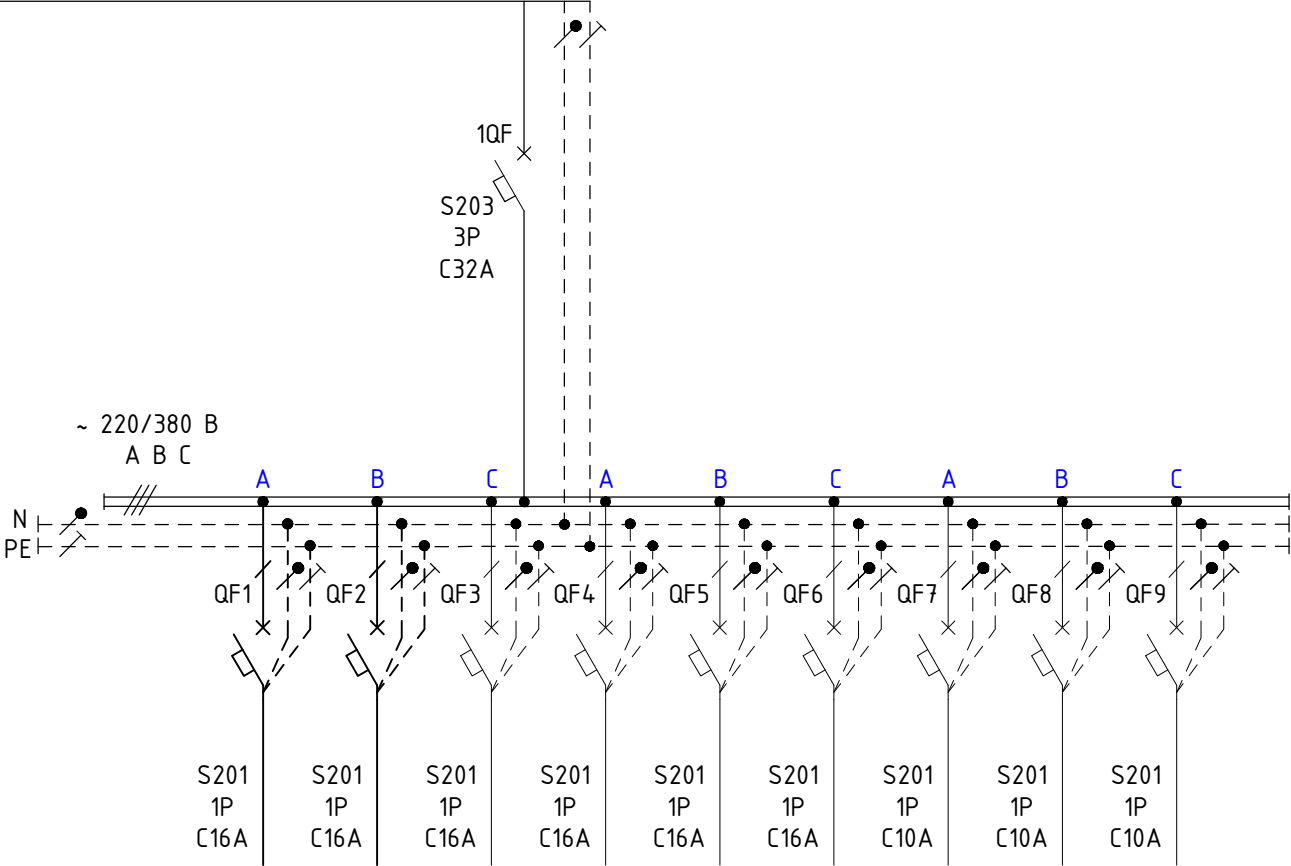 1QF
S203
3P
C32A
~ 220/380 В
A B C
A B C A B C A B C
N
PE
QF1 QF2 QF3 QF4 QF5 QF6 QF7 QF8 QF9
S201 S201 S201 S201 S201 S201 S201 S201 S201
1P 1P 1P 1P 1P 1P 1P 1P 1P
C16A C16A C16A C16A C16A C16A C10A C10A C10A